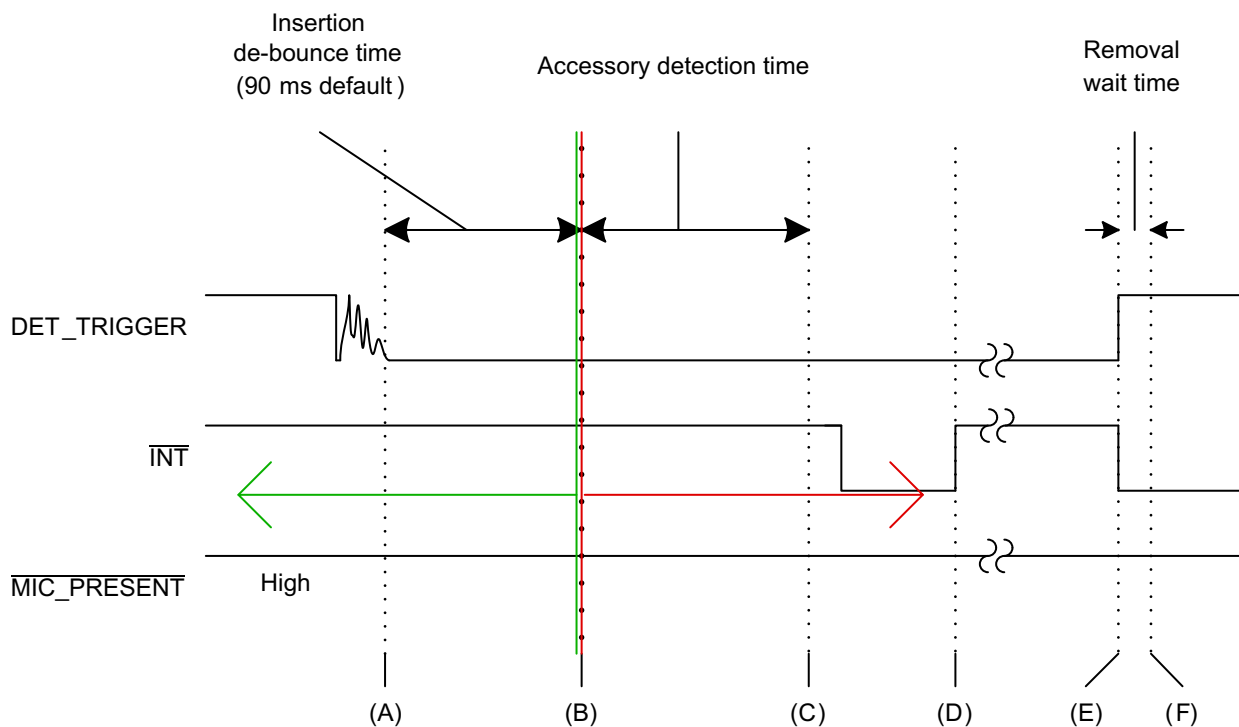 Insertion
de-bounce time
(90 ms default)
Accessory detection time
Removal
wait time
DET_TRIGGER
INT
MIC_PRESENT
High
(A)
(B)
(C)
(D)
(E)
(F)